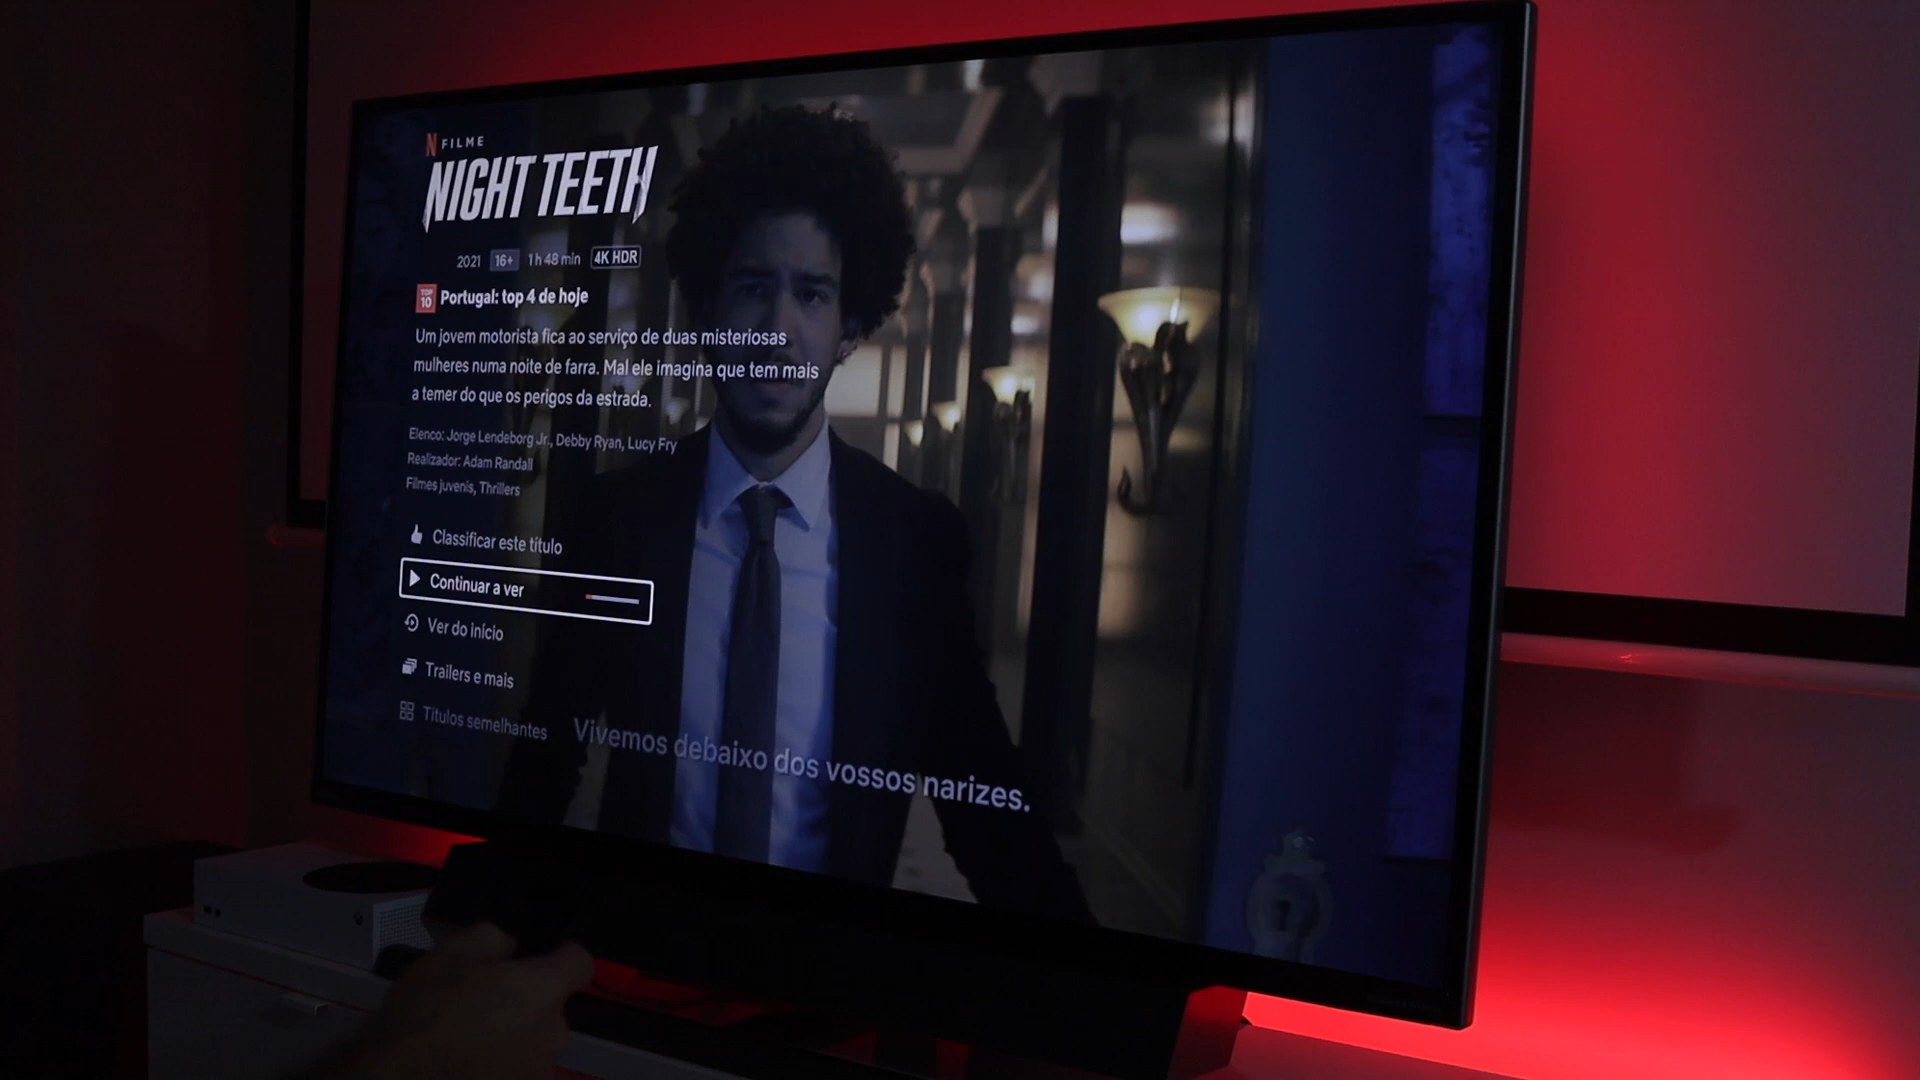 N FILME
NIGHT TEETH
2021 16+ 1 h 48 min 4K HDR
TOP 10 Portugal: top 4 de hoje
Um jovem motorista fica ao serviço de duas misteriosas
mulheres numa noite de farra. Mal ele imagina que tem mais
a temer do que os perigos da estrada.
Elenco: Jorge Lendeborg Jr., Debby Ryan, Lucy Fry
Realizador: Adam Randall
Filmes juvenis, Thrillers
Classificar este título
Continuar a ver
Ver do início
Trailers e mais
Títulos semelhantes
Vivemos debaixo dos vossos narizes.